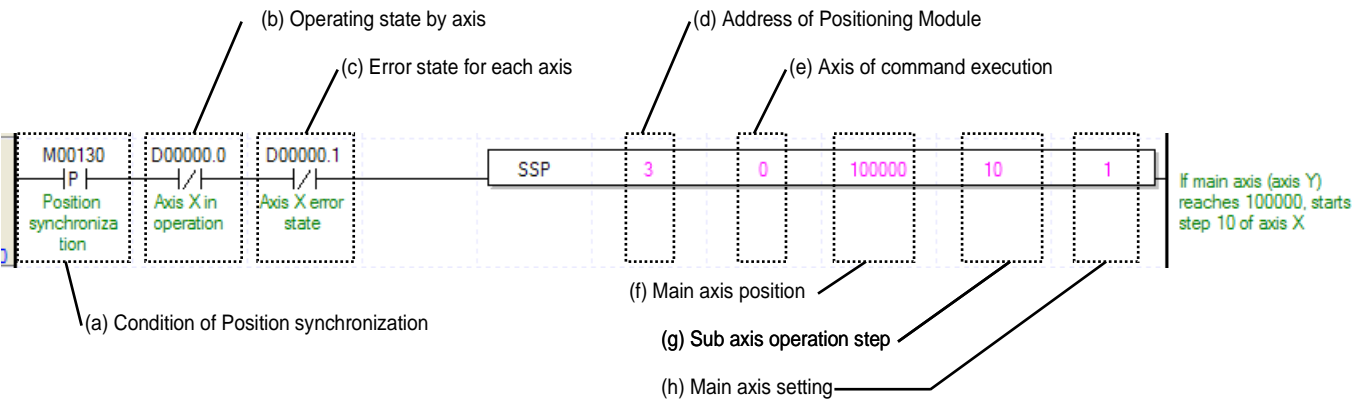 (b) Operating state by axis
(d) Address of Positioning Module
(c) Error state for each axis
(e) Axis of command execution
M00130
D00000.0
D00000.1
P
SSP
3
0
100000
10
1
Position
synchroniza
tion
Axis X in
operation
Axis X error
state
If main axis (axis Y)
reaches 100000, starts
step 10 of axis X
(f) Main axis position
(a) Condition of Position synchronization
(g) Sub axis operation step
(h) Main axis setting